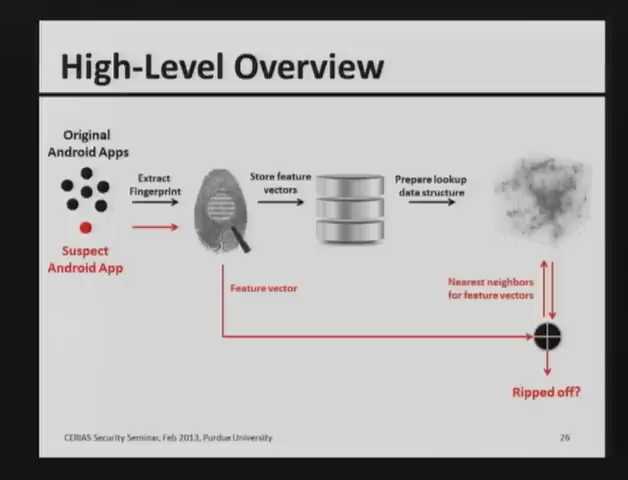 High-Level Overview
Original
Android Apps
Extract
Fingerprint
Store feature
vectors
Prepare lookup
data structure
Suspect
Android App
Feature vector
Nearest neighbors
for feature vectors
Ripped off?
CERIAS Security Seminar, Feb 2013, Purdue University
26